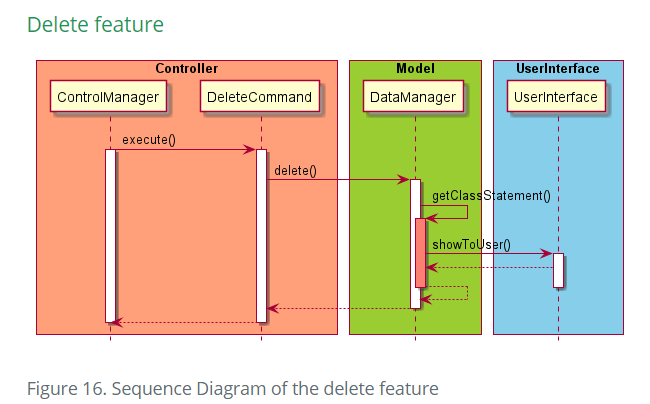 Delete feature
Controller
Model
UserInterface
ControlManager
DeleteCommand
DataManager
UserInterface
execute()
delete()
getClassStatement()
showToUser()
Figure 16. Sequence Diagram of the delete feature